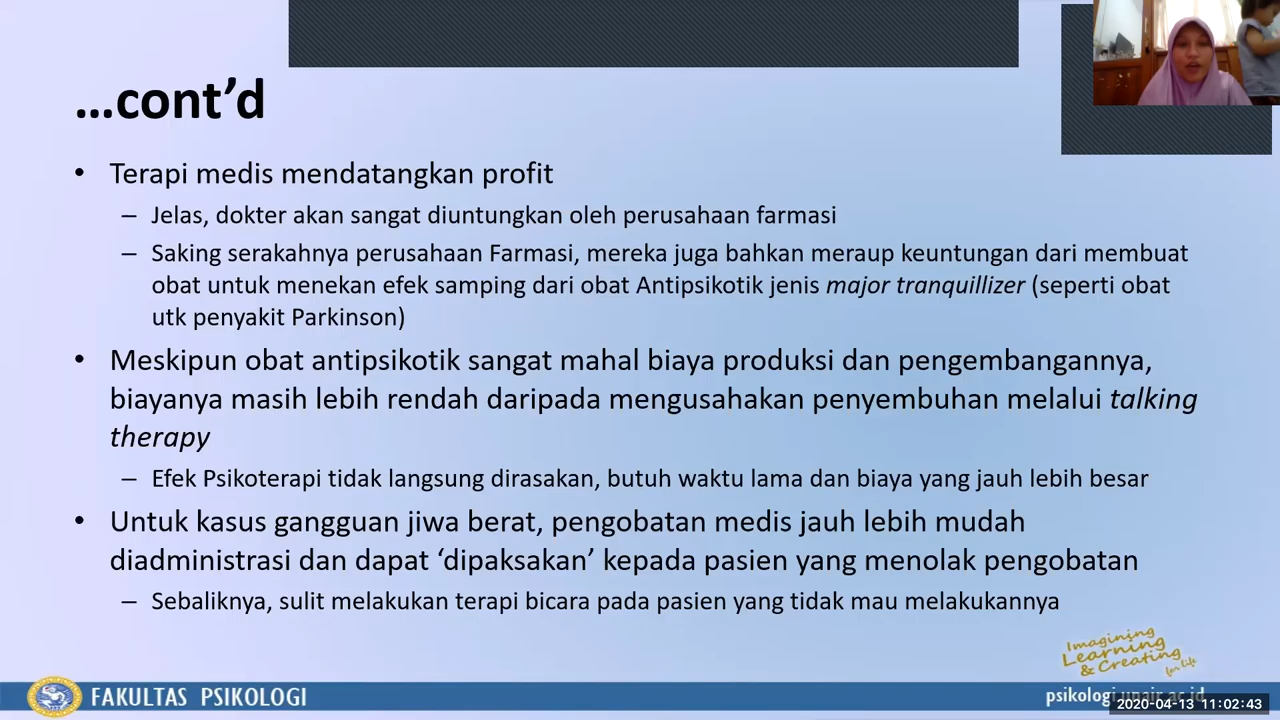 ...cont’d
• Terapi medis mendatangkan profit
– Jelas, dokter akan sangat diuntungkan oleh perusahaan farmasi
– Saking serakahnya perusahaan Farmasi, mereka juga bahkan meraup keuntungan dari membuat
obat untuk menekan efek samping dari obat Antipsikotik jenis major tranquillizer (seperti obat
utk penyakit Parkinson)
• Meskipun obat antipsikotik sangat mahal biaya produksi dan pengembangannya,
biayanya masih lebih rendah daripada mengusahakan penyembuhan melalui talking
therapy
– Efek Psikoterapi tidak langsung dirasakan, butuh waktu lama dan biaya yang jauh lebih besar
• Untuk kasus gangguan jiwa berat, pengobatan medis jauh lebih mudah
diadministrasi dan dapat ‘dipaksakan’ kepada pasien yang menolak pengobatan
– Sebaliknya, sulit melakukan terapi bicara pada pasien yang tidak mau melakukannya
Imagining
Learning
& Creating
for life
FAKULTAS PSIKOLOGI
psikologi.unair.ac.id
2020-04-13 11:02:43